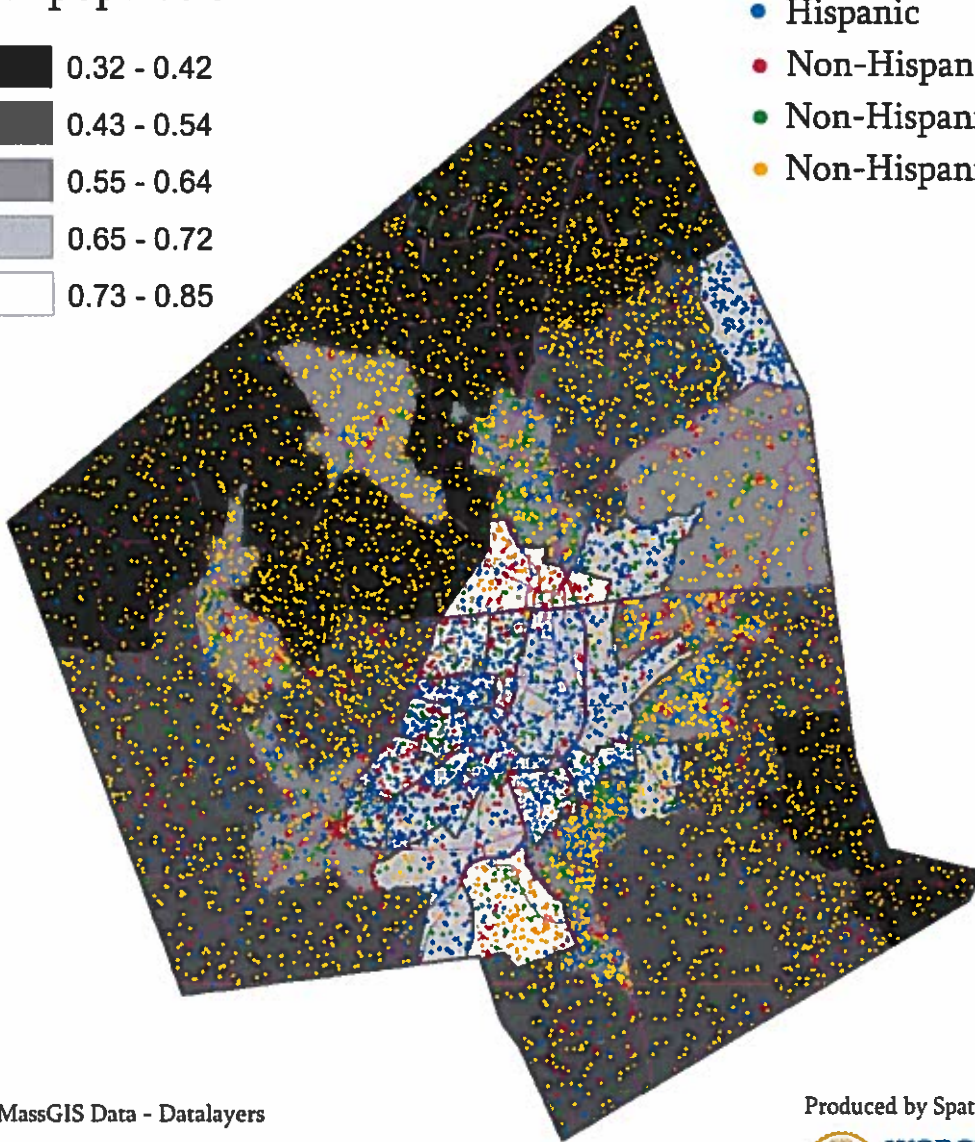 0.32 - 0.42
0.43 - 0.54
0.55 - 0.64
0.65 - 0.72
0.73 - 0.85
Hispanic
Non-Hispan
Non-Hispani
Non-Hispani
MassGIS Data - Datalayers
Produced by Spat